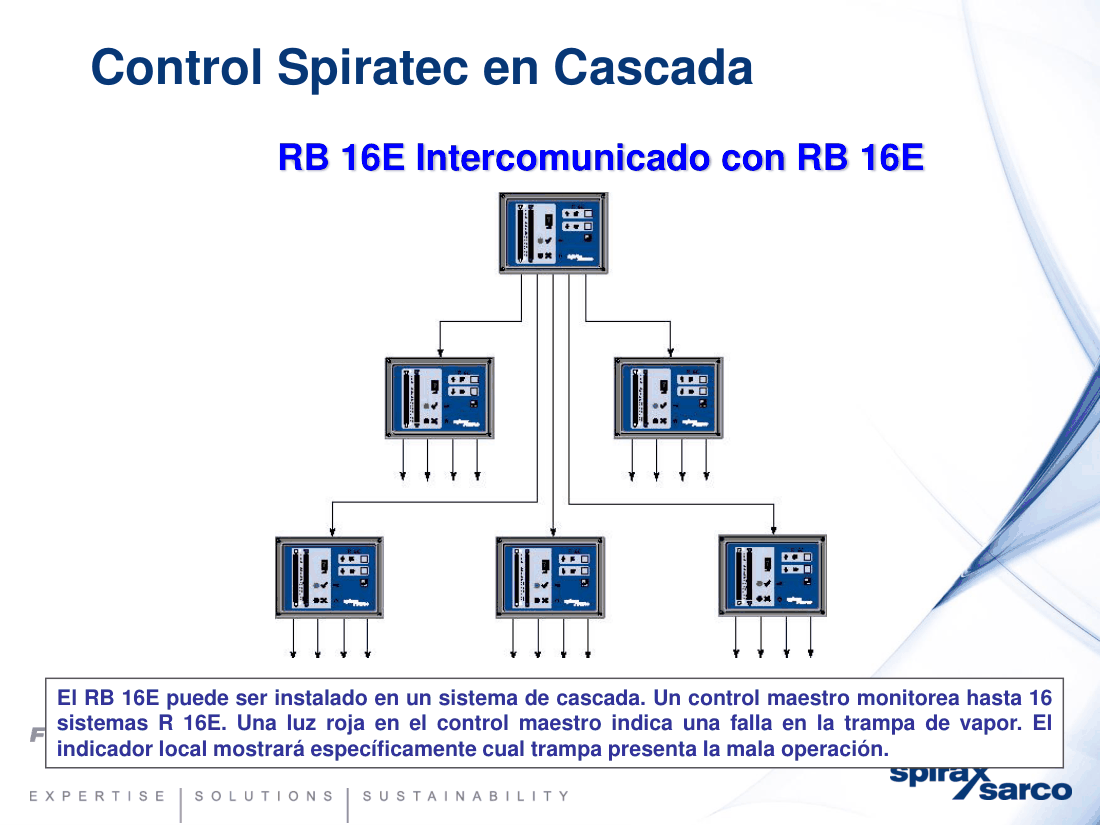 Control Spiratec en Cascada
RB 16E Intercomunicado con RB 16E
El RB 16E puede ser instalado en un sistema de cascada. Un control maestro monitorea hasta 16
sistemas R 16E. Una luz roja en el control maestro indica una falla en la trampa de vapor. El
indicador local mostrará específicamente cual trampa presenta la mala operación.
F
spirax
sarco
EXPERTISE SOLUTIONS SUSTAINABILITY